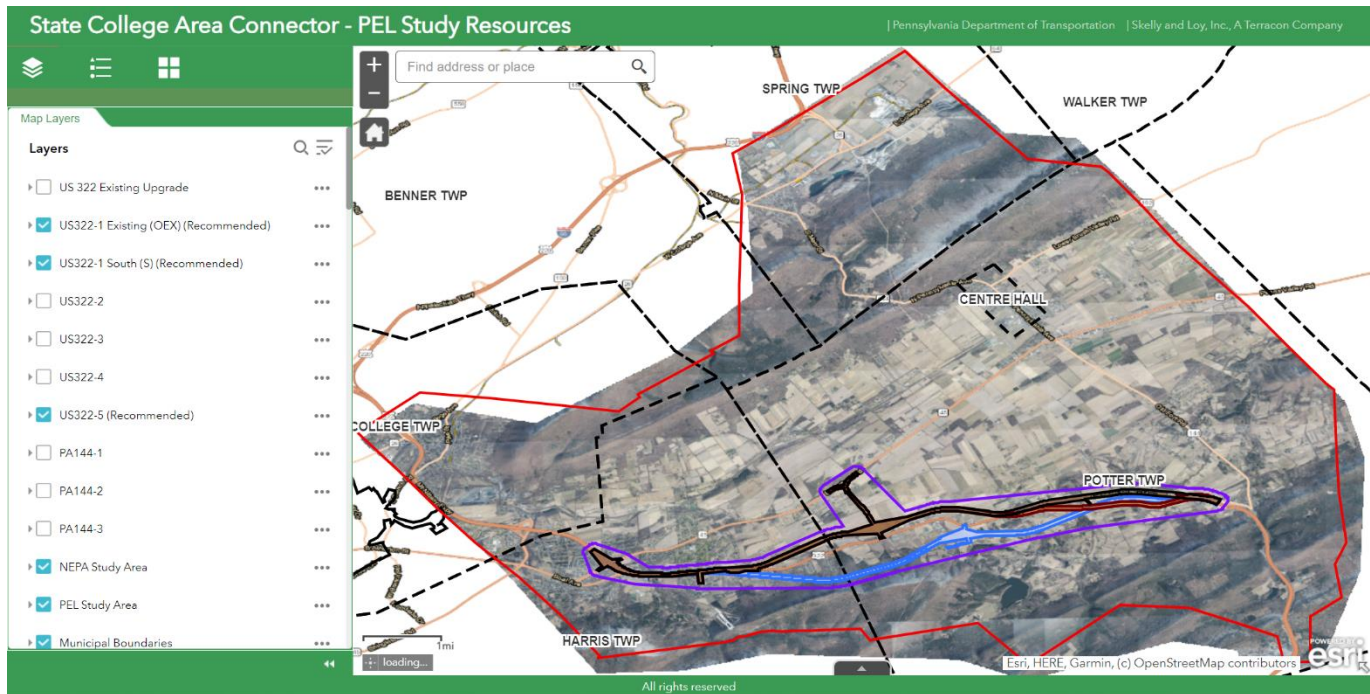 State College Area Connector - PEL Study Resources
| Pennsylvania Department of Transportation | Skelly and Loy, Inc., A Terracon Company
Find address or place
Map Layers
Layers
US 322 Existing Upgrade
US322-1 Existing (OEX) (Recommended)
US322-1 South (S) (Recommended)
US322-2
US322-3
US322-4
US322-5 (Recommended)
PA144-1
PA144-2
PA144-3
NEPA Study Area
PEL Study Area
Municipal Boundaries
SPRING TWP
WALKER TWP
BENNER TWP
CENTRE HALL
COLLEGE TWP
POTTER TWP
HARRIS TWP
1mi
loading...
Esri, HERE, Garmin, (c) OpenStreetMap contributors
POWERED BY
esri
All rights reserved